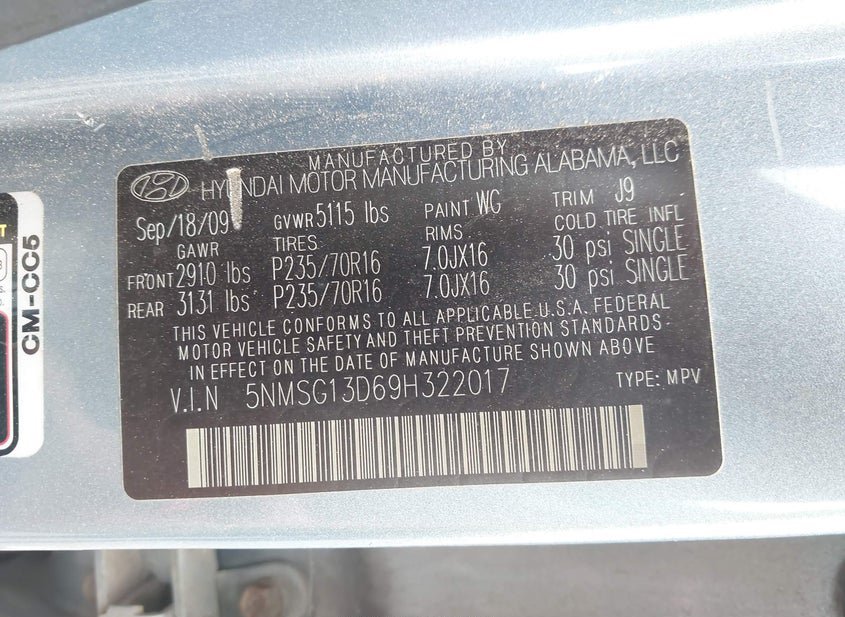 MANUFACTURED BY
HYUNDAI MOTOR MANUFACTURING ALABAMA, LLC
Sep/18/09 GVWR 5115 lbs PAINT WG TRIM J9
GAWR TIRES RIMS COLD TIRE INFL
FRONT 2910 lbs P235/70R16 7.0JX16 30 psi SINGLE
REAR 3131 lbs P235/70R16 7.0JX16 30 psi SINGLE
THIS VEHICLE CONFORMS TO ALL APPLICABLE U.S.A. FEDERAL
MOTOR VEHICLE SAFETY AND THEFT PREVENTION STANDARDS
IN EFFECT ON THE DATE OF MANUFACTURE SHOWN ABOVE
V.I.N 5NMSG13D69H322017 TYPE: MPV
CM-CC5